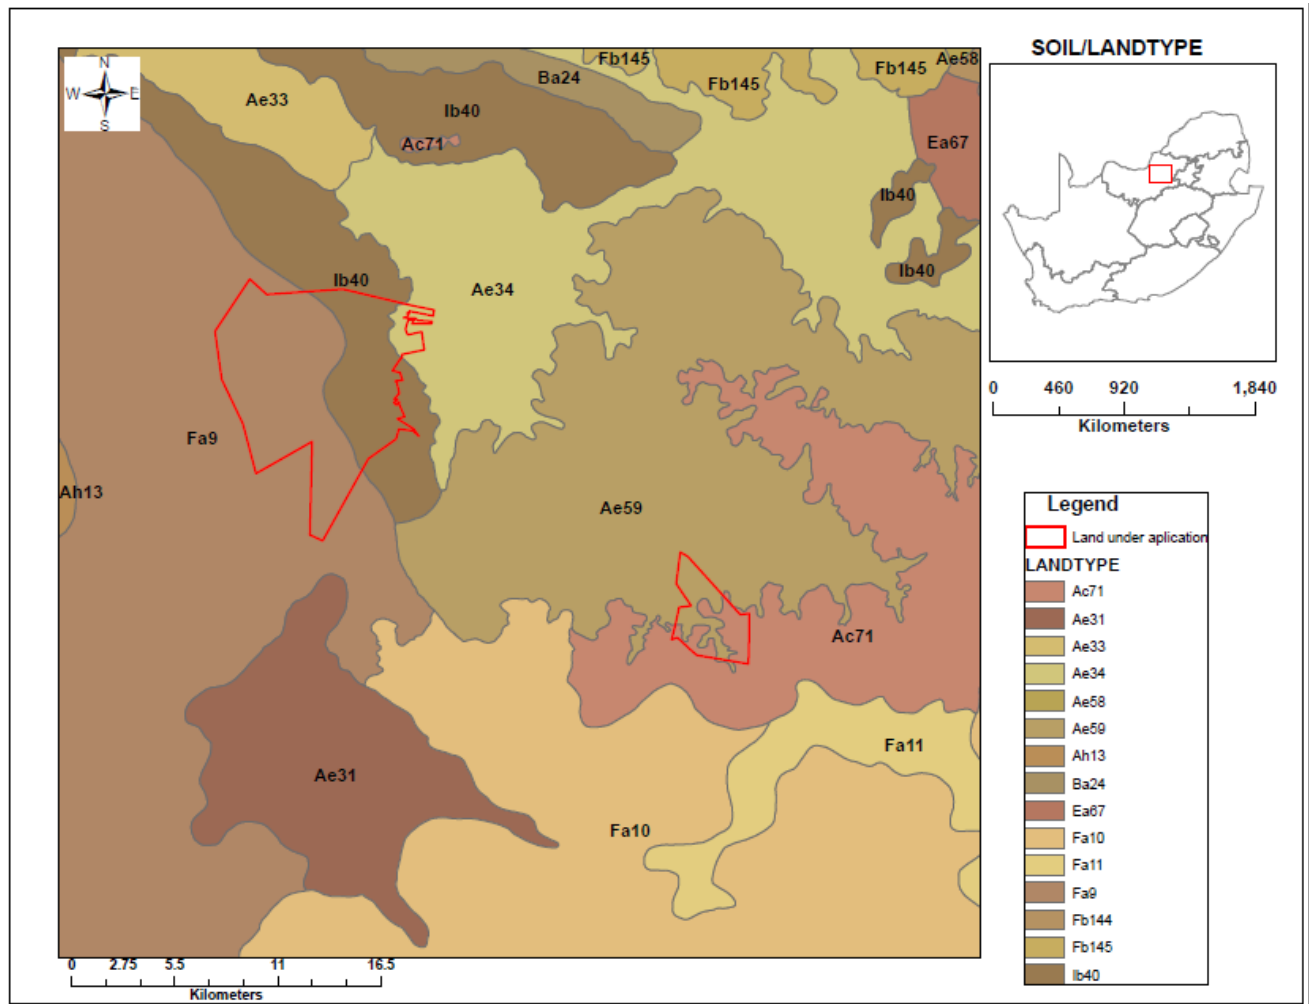 SOIL/LANDTYPE
N
W E
S
Fb145
Fb145
Fb145
Ae58
Ba24
Ae33
Ib40
Ac71
Ea67
Ib40
Ib40
Ib40
Ae34
0 460 920 1,840
Kilometers
Fa9
Ah13
Ae59
Ac71
Fa11
Ae31
Fa10
0 2.75 5.5 11 16.5
Kilometers
Legend
Land under aplication
LANDTYPE
Ac71
Ae31
Ae33
Ae34
Ae58
Ae59
Ah13
Ba24
Ea67
Fa10
Fa11
Fa9
Fb144
Fb145
Ib40